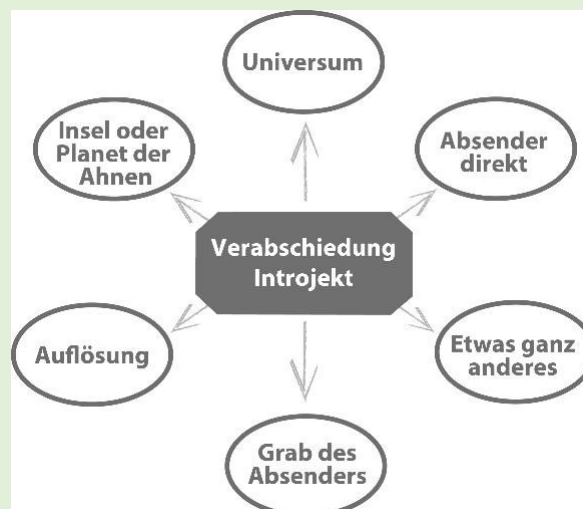 Universum
Insel oder
Planet der
Ahnen
Absender
direkt
Verabschiedung
Introjekt
Auflösung
Etwas ganz
anderes
Grab des
Absenders